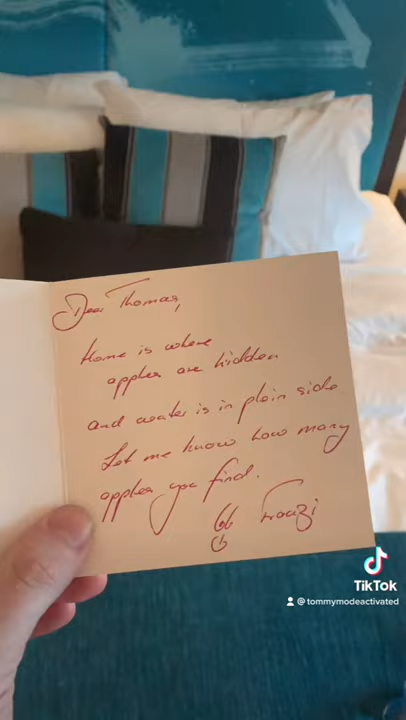 Dear Thomas,
Home is where
apples are hidden
and water is in plain side
Let me know how many
apples you find.
TikTok
@tommymodeactivated